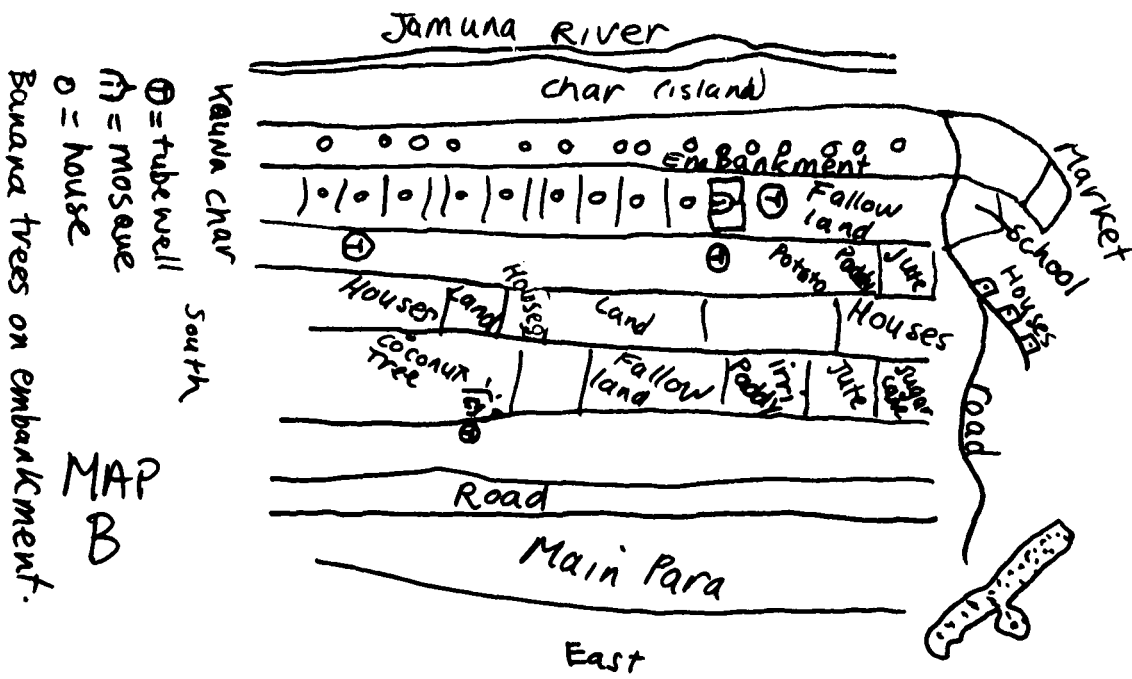 Jamuna River
Char (island)
Embankment
Fallow
land
Potato
Paddy
Jute
Houses
Land
Houses
Land
Houses
Coconut
Tree
Fallow
land
Paddy
irri
Jute
Sugar
cane
Road
Main Para
East
Market
School
Houses
road
Kauna Char
South
T = tubewell
m = mosque
o = house
Banana trees on embankment.
MAP
B
T
T
T
T